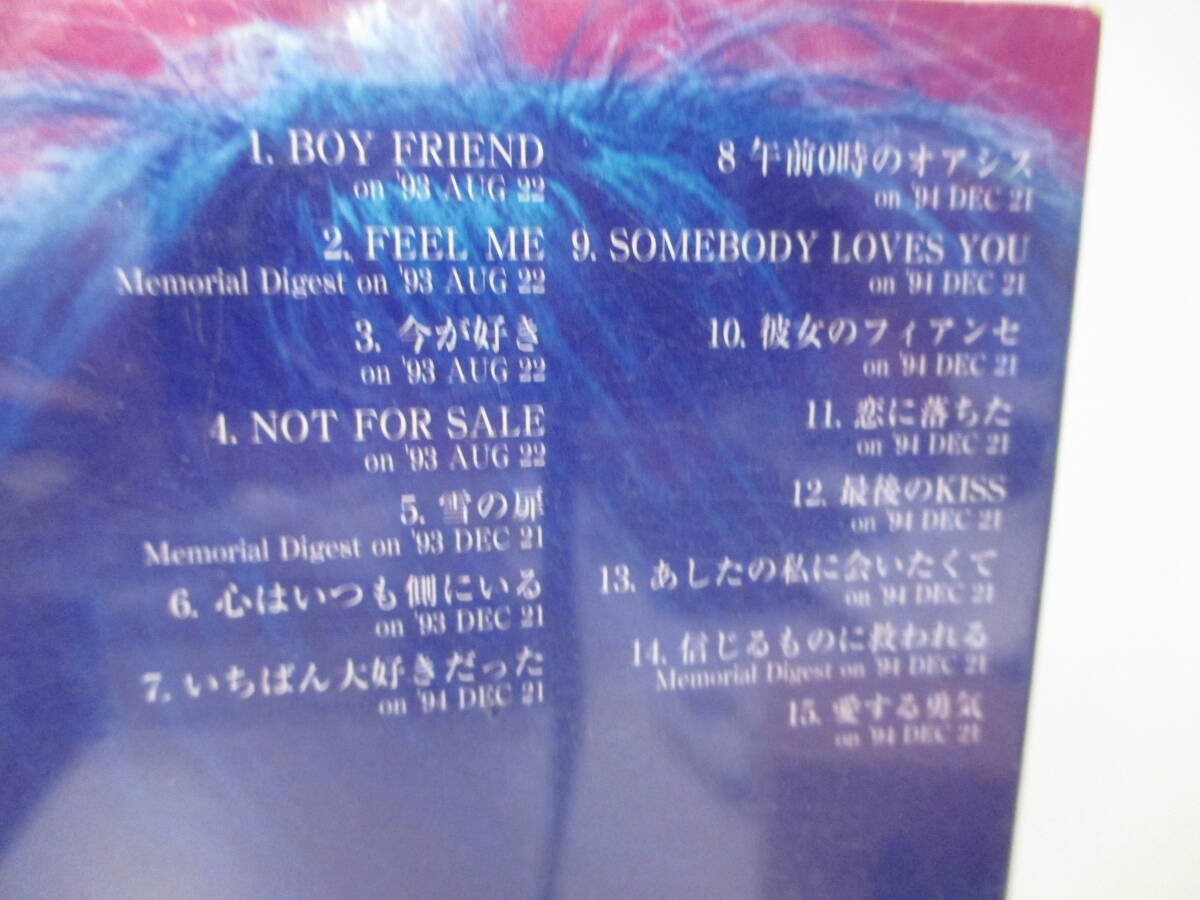 1. BOY FRIEND
on '93 AUG 22
2. FEEL ME
Memorial Digest on '93 AUG 22
3. 今が好き
on '93 AUG 22
4. NOT FOR SALE
on '93 AUG 22
5. 雪の扉
Memorial Digest on '93 DEC 21
6. 心はいつも側にいる
on '93 DEC 21
7. いちばん大好きだった
on '94 DEC 21
8 午前0時のオアシス
on '94 DEC 21
9. SOMEBODY LOVES YOU
on '94 DEC 21
10. 彼女のフィアンセ
on '94 DEC 21
11. 恋に落ちた
on '94 DEC 21
12. 最後のKISS
on '94 DEC 21
13. あしたの私に会いたくて
on '94 DEC 21
14. 信じるものに救われる
Memorial Digest on '94 DEC 21
15. 愛する勇気
on '94 DEC 21